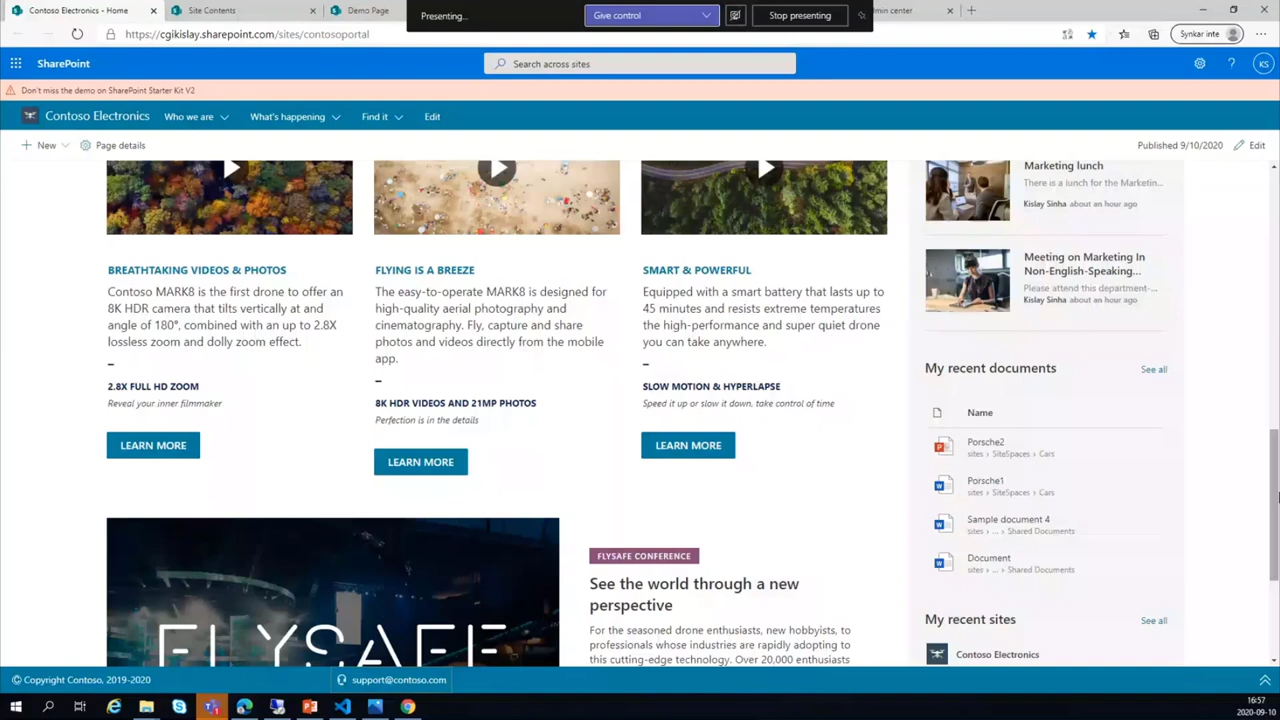 Contoso Electronics - Home
Site Contents
Demo Page
Presenting...
Give control
Stop presenting
min center
https://cgikislay.sharepoint.com/sites/contosoportal
Synkar inte
SharePoint
Search across sites
KS
Don't miss the demo on SharePoint Starter Kit V2
Contoso Electronics
Who we are
What's happening
Find it
Edit
New
Page details
Published 9/10/2020
Edit
BREATHTAKING VIDEOS & PHOTOS
Contoso MARK8 is the first drone to offer an
8K HDR camera that tilts vertically at and
angle of 180°, combined with an up to 2.8X
lossless zoom and dolly zoom effect.
–
2.8X FULL HD ZOOM
Reveal your inner filmmaker
LEARN MORE
FLYING IS A BREEZE
The easy-to-operate MARK8 is designed for
high-quality aerial photography and
cinematography. Fly, capture and share
photos and videos directly from the mobile
app.
–
8K HDR VIDEOS AND 21MP PHOTOS
Perfection is in the details
LEARN MORE
SMART & POWERFUL
Equipped with a smart battery that lasts up to
45 minutes and resists extreme temperatures
the high-performance and super quiet drone
you can take anywhere.
–
SLOW MOTION & HYPERLAPSE
Speed it up or slow it down, take control of time
LEARN MORE
FLYSAFE
FLYSAFE CONFERENCE
See the world through a new
perspective
For the seasoned drone enthusiasts, new hobbyists, to
professionals whose industries are rapidly adopting to
this cutting-edge technology. Over 20,000 enthusiasts
Marketing lunch
There is a lunch for the Marketin...
Kislay Sinha about an hour ago
Meeting on Marketing In
Non-English-Speaking...
Please attend this department-...
Kislay Sinha about an hour ago
My recent documents
See all
Name
Porsche2
sites › SiteSpaces › Cars
Porsche1
sites › SiteSpaces › Cars
Sample document 4
sites › ... › Shared Documents
Document
sites › ... › Shared Documents
My recent sites
See all
Contoso Electronics
© Copyright Contoso, 2019-2020
support@contoso.com
16:57
2020-09-10